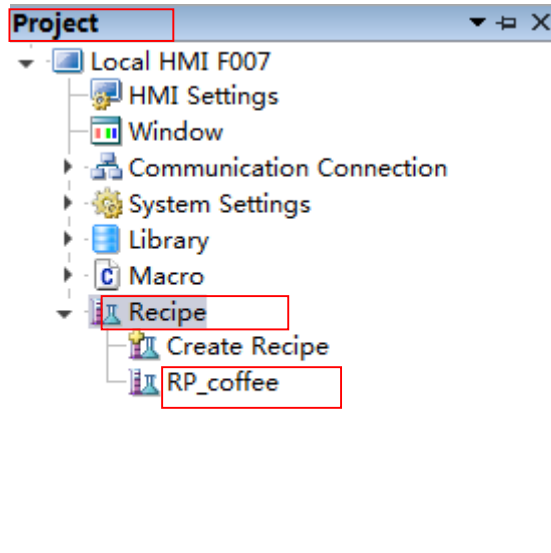 Project
Local HMI F007
HMI Settings
Window
Communication Connection
System Settings
Library
Macro
Recipe
Create Recipe
RP_coffee